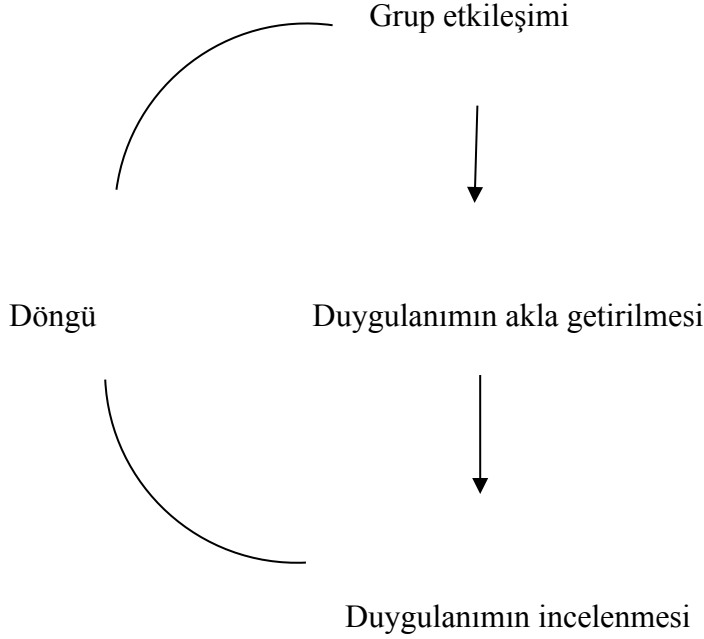 Grup etkileşimi
Döngü
Duygulanımın akla getirilmesi
Duygulanımın incelenmesi